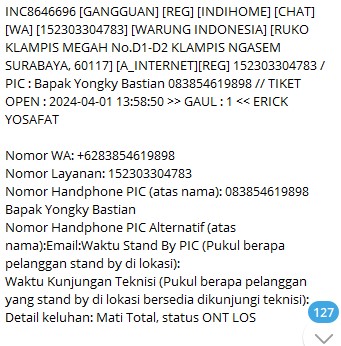 INC8646696 [GANGGUAN] [REG] [INDIHOME] [CHAT]
[WA] [152303304783] [WARUNG INDONESIA] [RUKO
KLAMPIS MEGAH No.D1-D2 KLAMPIS NGASEM
SURABAYA, 60117] [A_INTERNET][REG] 152303304783 /
PIC : Bapak Yongky Bastian 083854619898 // TIKET
OPEN : 2024-04-01 13:58:50 >> GAUL : 1 << ERICK
YOSAFAT
Nomor WA: +6283854619898
Nomor Layanan: 152303304783
Nomor Handphone PIC (atas nama): 083854619898
Bapak Yongky Bastian
Nomor Handphone PIC Alternatif (atas
nama):Email:Waktu Stand By PIC (Pukul berapa
pelanggan stand by di lokasi):
Waktu Kunjungan Teknisi (Pukul berapa pelanggan
yang stand by di lokasi bersedia dikunjungi teknisi):
Detail keluhan: Mati Total, status ONT LOS
127